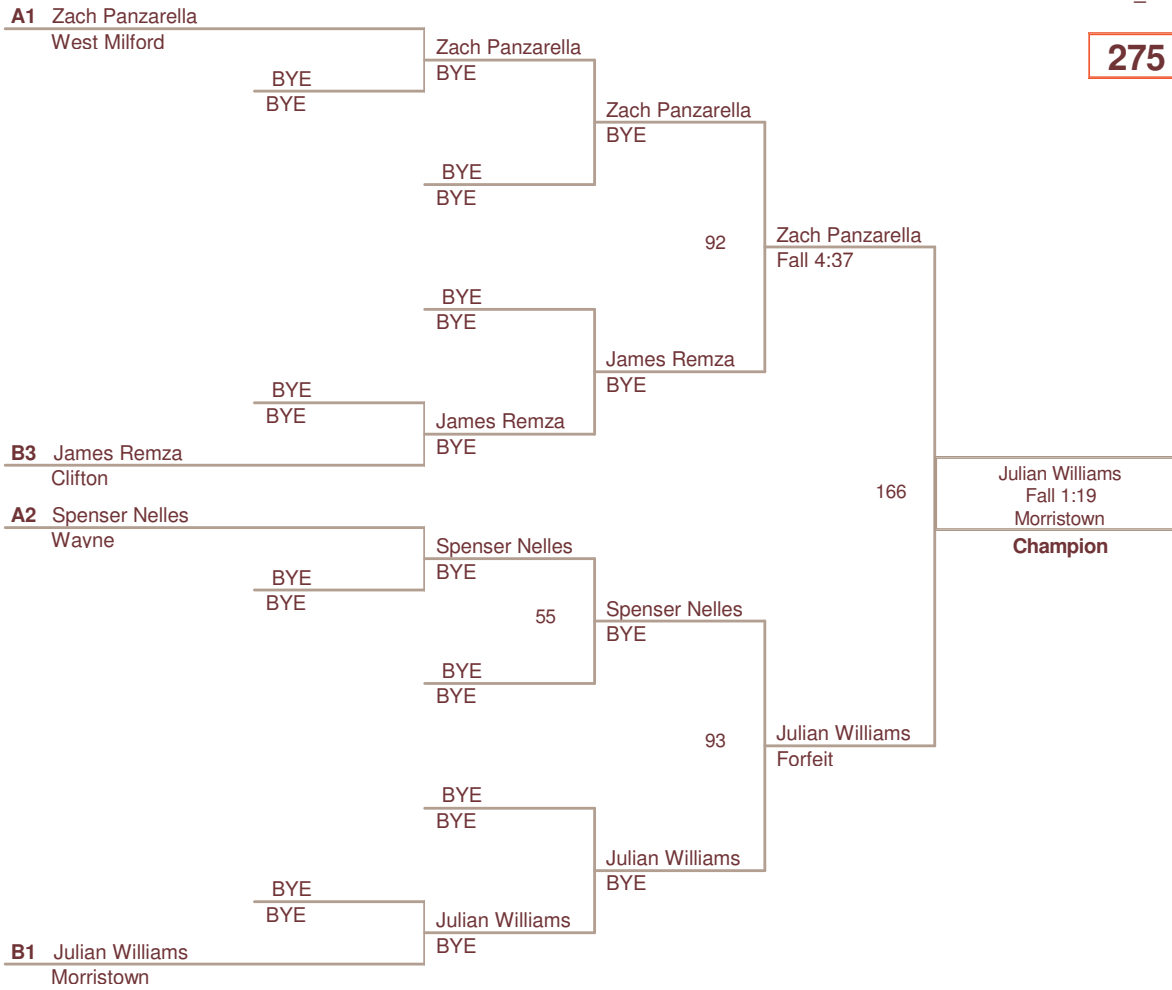 A1 Zach Panzarella
West Milford
Zach Panzarella
BYE
275
BYE
BYE
Zach Panzarella
BYE
BYE
BYE
92
Zach Panzarella
Fall 4:37
BYE
BYE
James Remza
BYE
BYE
BYE
James Remza
BYE
B3 James Remza
Clifton
166
Julian Williams
Fall 1:19
Morristown
Champion
A2 Spenser Nelles
Wayne
Spenser Nelles
BYE
BYE
BYE
55
Spenser Nelles
BYE
BYE
BYE
93
Julian Williams
Forfeit
BYE
BYE
Julian Williams
BYE
BYE
BYE
Julian Williams
BYE
B1 Julian Williams
Morristown